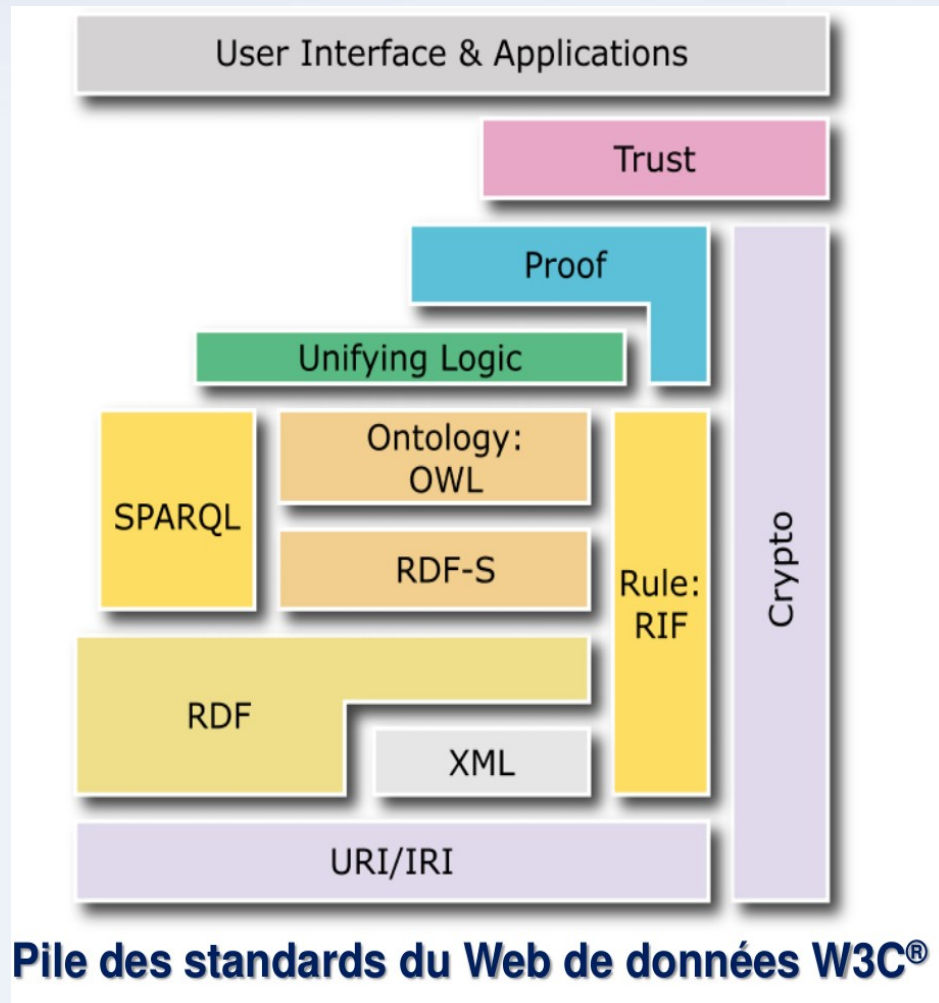 User Interface & Applications
Trust
Proof
Unifying Logic
Ontology:
OWL
SPARQL
RDF-S
Rule:
RIF
Crypto
RDF
XML
URI/IRI
Pile des standards du Web de données W3C®